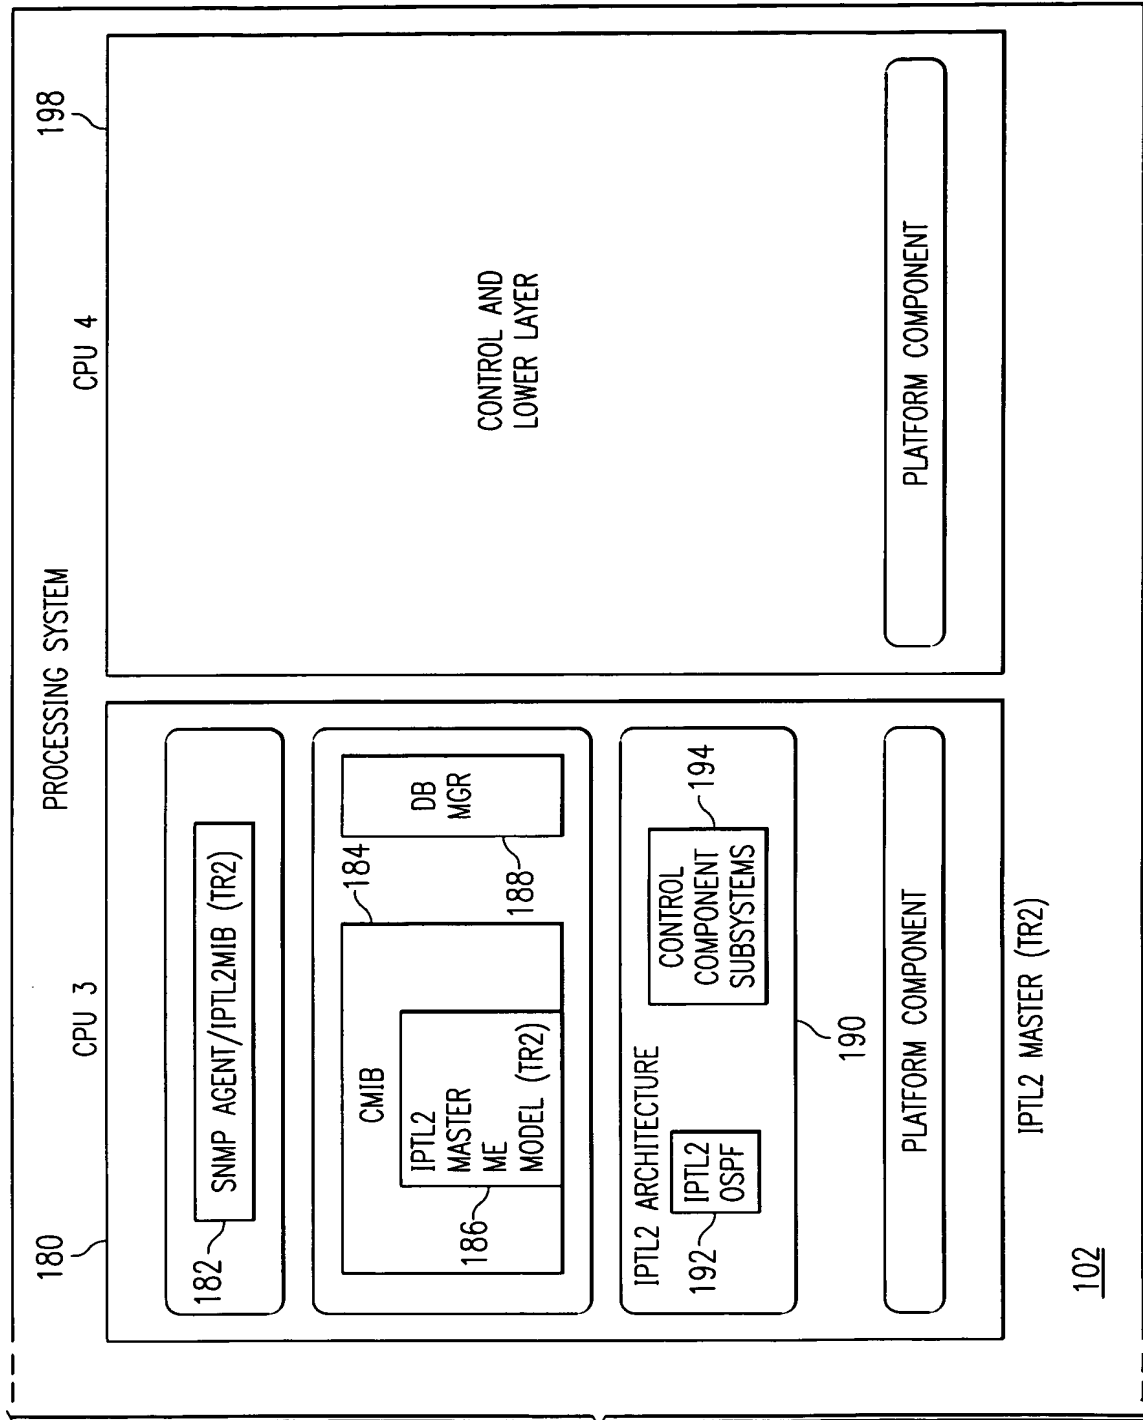 PROCESSING SYSTEM
CPU 3
CPU 4
180
198
182
SNMP AGENT/IPTL2MIB (TR2)
184
CMIB
IPTL2
MASTER
ME
MODEL (TR2)
186
DB
MGR
188
IPTL2 ARCHITECTURE
IPTL2
OSPF
192
CONTROL
COMPONENT
SUBSYSTEMS
194
190
PLATFORM COMPONENT
CONTROL AND
LOWER LAYER
PLATFORM COMPONENT
IPTL2 MASTER (TR2)
102